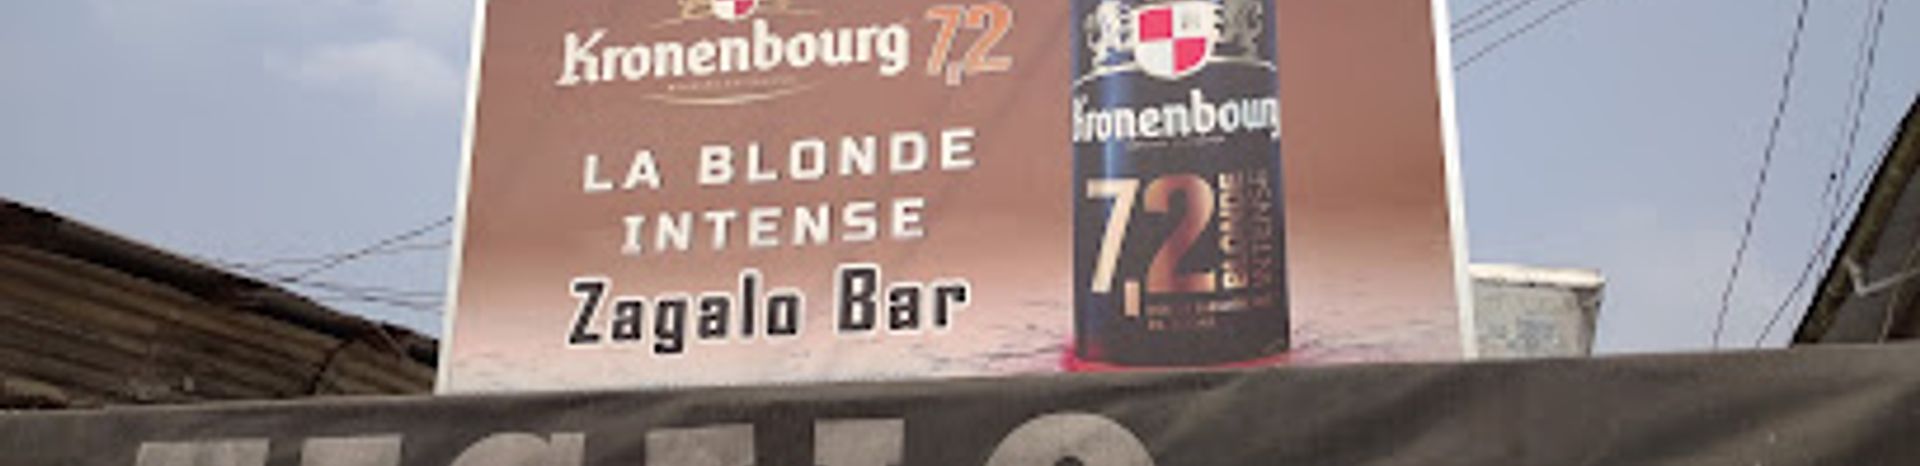 Kronenbourg 7,2
LA BLONDE
INTENSE
Zagalo Bar
Kronenbourg
7,2
BLONDE
INTENSE